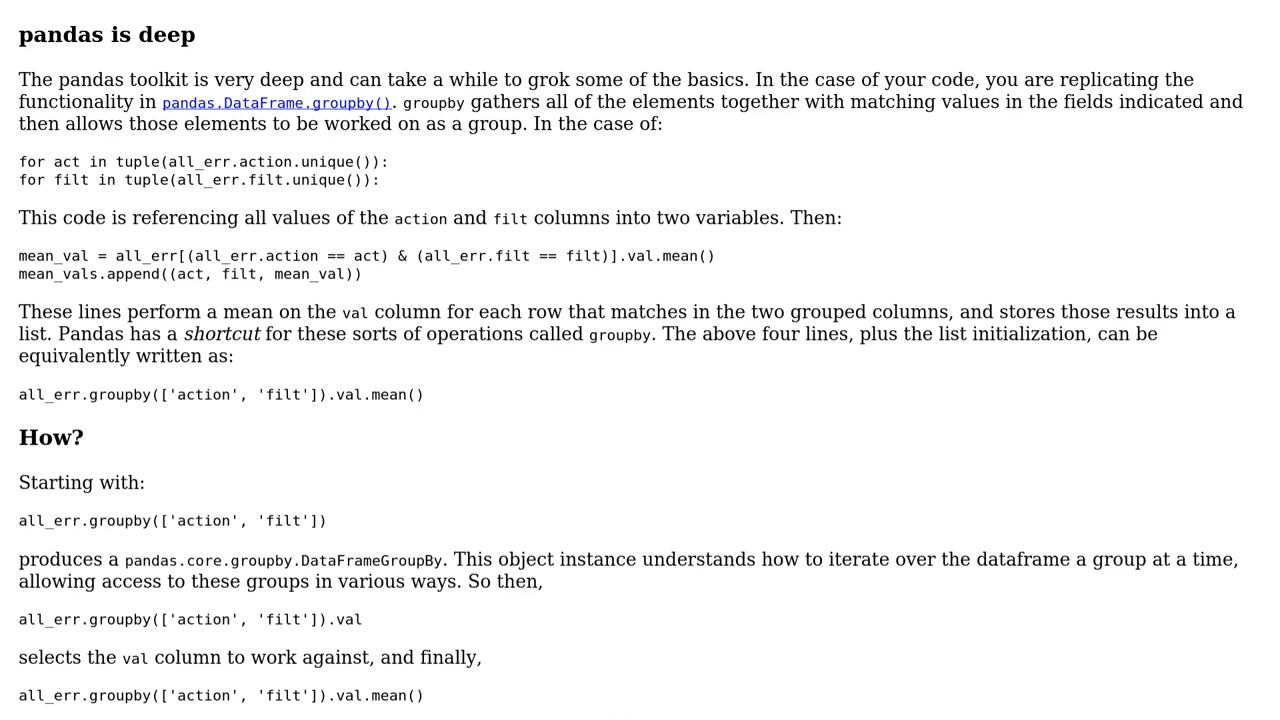 pandas is deep
The pandas toolkit is very deep and can take a while to grok some of the basics. In the case of your code, you are replicating the
functionality in pandas.DataFrame.groupby(). groupby gathers all of the elements together with matching values in the fields indicated and
then allows those elements to be worked on as a group. In the case of:
for act in tuple(all_err.action.unique()):
for filt in tuple(all_err.filt.unique()):
This code is referencing all values of the action and filt columns into two variables. Then:
mean_val = all_err[(all_err.action == act) & (all_err.filt == filt)].val.mean()
mean_vals.append((act, filt, mean_val))
These lines perform a mean on the val column for each row that matches in the two grouped columns, and stores those results into a
list. Pandas has a shortcut for these sorts of operations called groupby. The above four lines, plus the list initialization, can be
equivalently written as:
all_err.groupby(['action', 'filt']).val.mean()
How?
Starting with:
all_err.groupby(['action', 'filt'])
produces a pandas.core.groupby.DataFrameGroupBy. This object instance understands how to iterate over the dataframe a group at a time,
allowing access to these groups in various ways. So then,
all_err.groupby(['action', 'filt']).val
selects the val column to work against, and finally,
all_err.groupby(['action', 'filt']).val.mean()